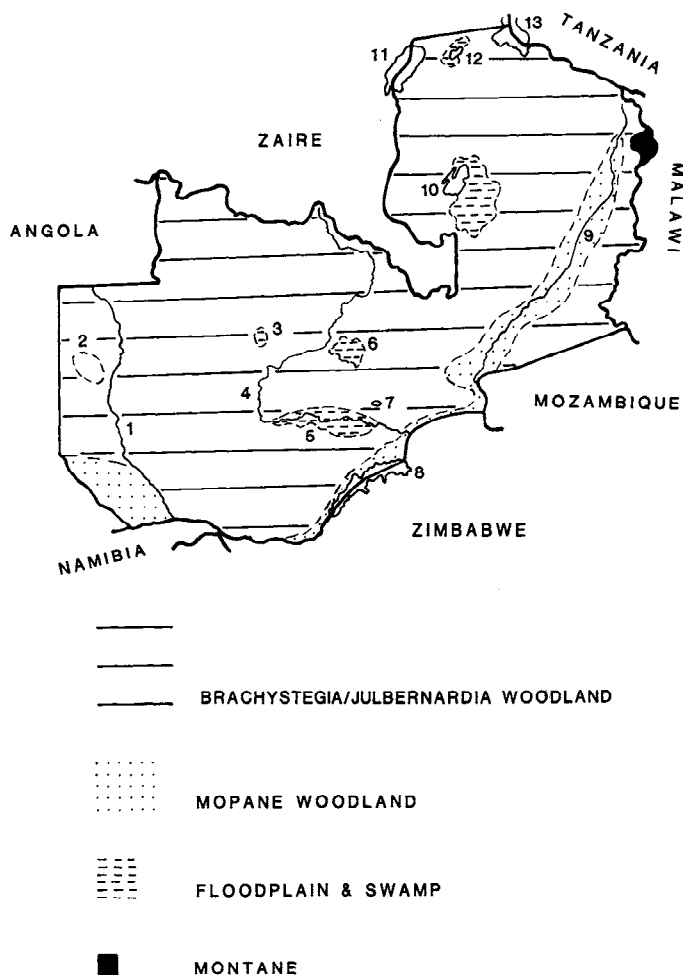 13
TANZANIA
11
12
ZAIRE
MALAWI
10
ANGOLA
9
2
3
6
4
7
MOZAMBIQUE
1
5
8
ZIMBABWE
NAMIBIA
BRACHYSTEGIA/JULBERNARDIA WOODLAND
MOPANE WOODLAND
FLOODPLAIN & SWAMP
MONTANE